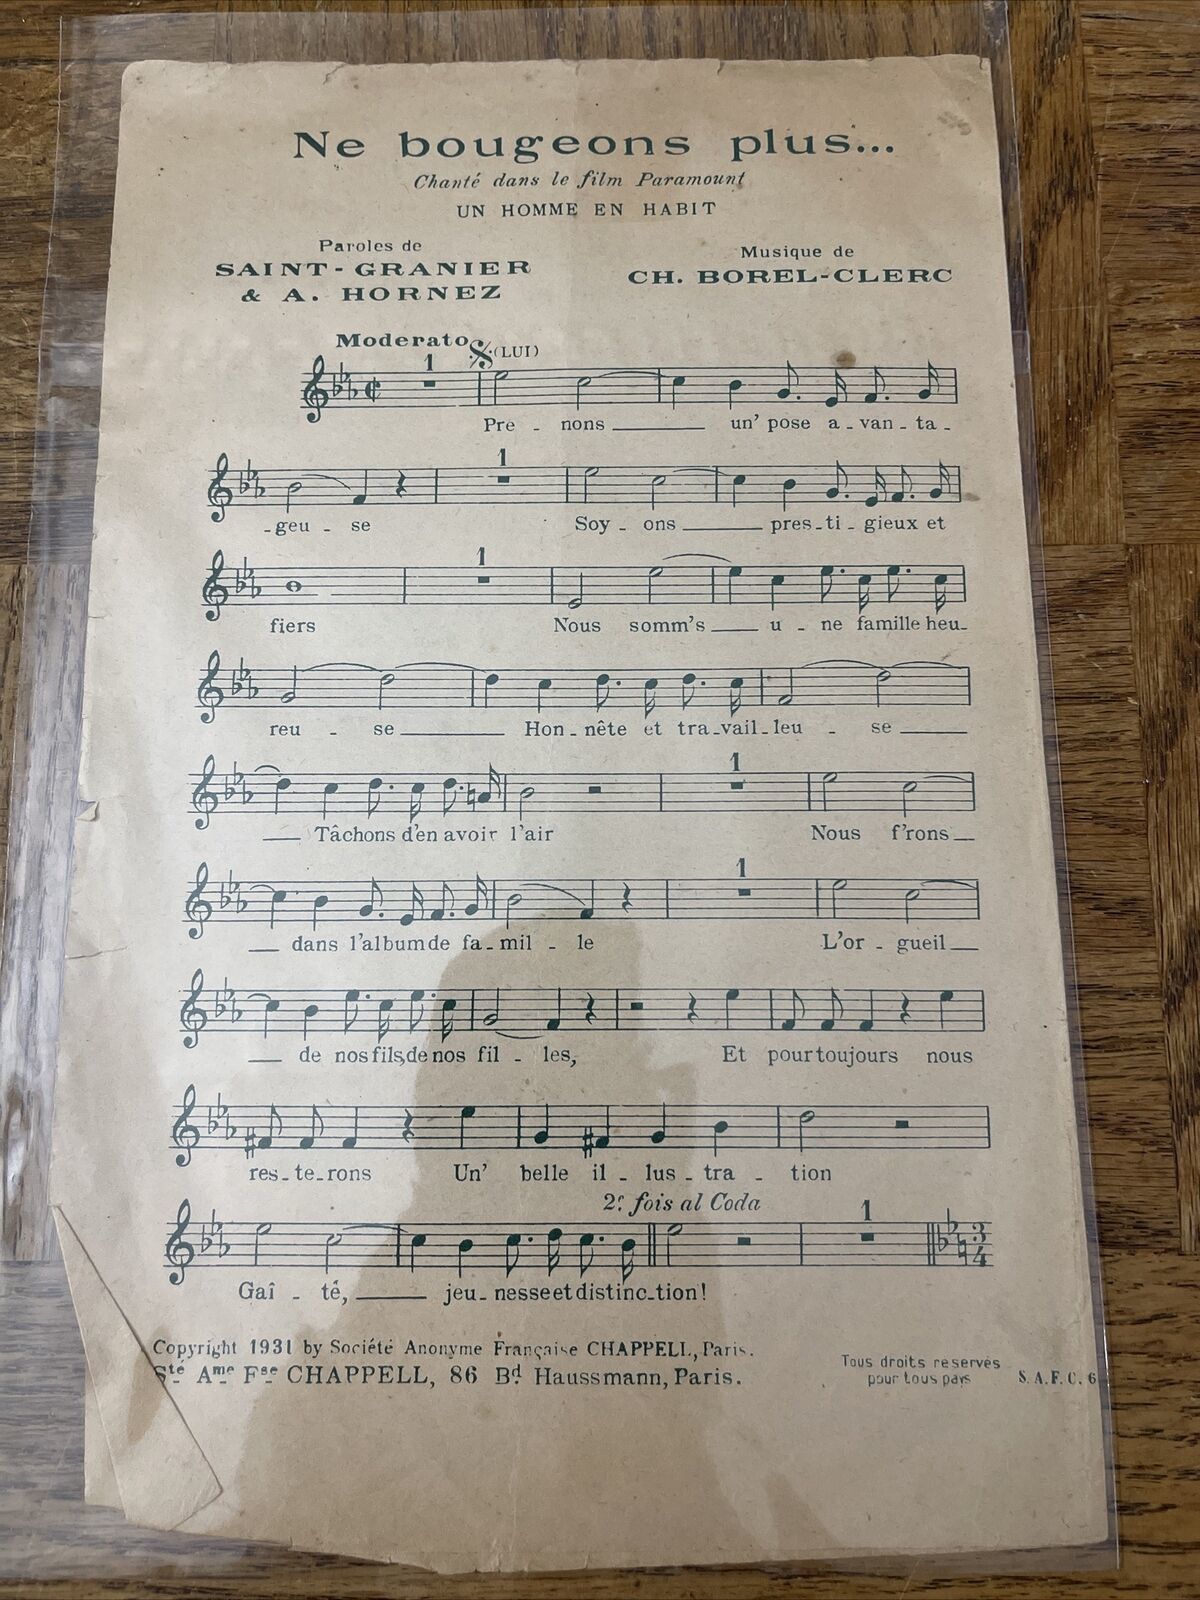 Ne bougeons plus...
Chanté dans le film Paramount
UN HOMME EN HABIT
Paroles de
SAINT-GRANIER
& A. HORNEZ
Musique de
CH. BOREL-CLERC
Moderato
1 (LUI)
Pre - nons un' pose a - van - ta -
1
- geu - se Soy - ons pres - ti - gieux et
1
fiers Nous somm's u - ne famille heu -
reu - se Hon - nête et tra - vail - leu - se
1
Tâchons d'en avoir l'air Nous f'rons
1
dans l'album de fa - mil - le L'or - gueil
de nos fils, de nos fil - les, Et pour toujours nous
res - te - rons Un' belle il - lus - tra - tion
2e fois al Coda
1
3
4
Gaî - té, jeu - nesse et distinc - tion!
Copyright 1931 by Société Anonyme Française CHAPPELL, Paris.
Sté Ame Fse CHAPPELL, 86 Bd Haussmann, Paris.
Tous droits reservés
pour tous pays
S. A. F. C. 6